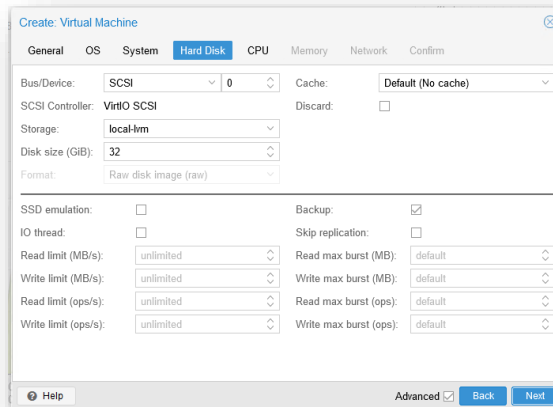 Create: Virtual Machine
General OS System Hard Disk CPU Memory Network Confirm
Bus/Device: SCSI 0 Cache: Default (No cache)
SCSI Controller: VirtIO SCSI Discard:
Storage: local-lvm
Disk size (GiB): 32
Format: Raw disk image (raw)
SSD emulation: Backup:
IO thread: Skip replication:
Read limit (MB/s): unlimited Read max burst (MB): default
Write limit (MB/s): unlimited Write max burst (MB): default
Read limit (ops/s): unlimited Read max burst (ops): default
Write limit (ops/s): unlimited Write max burst (ops): default
Help Advanced Back Next